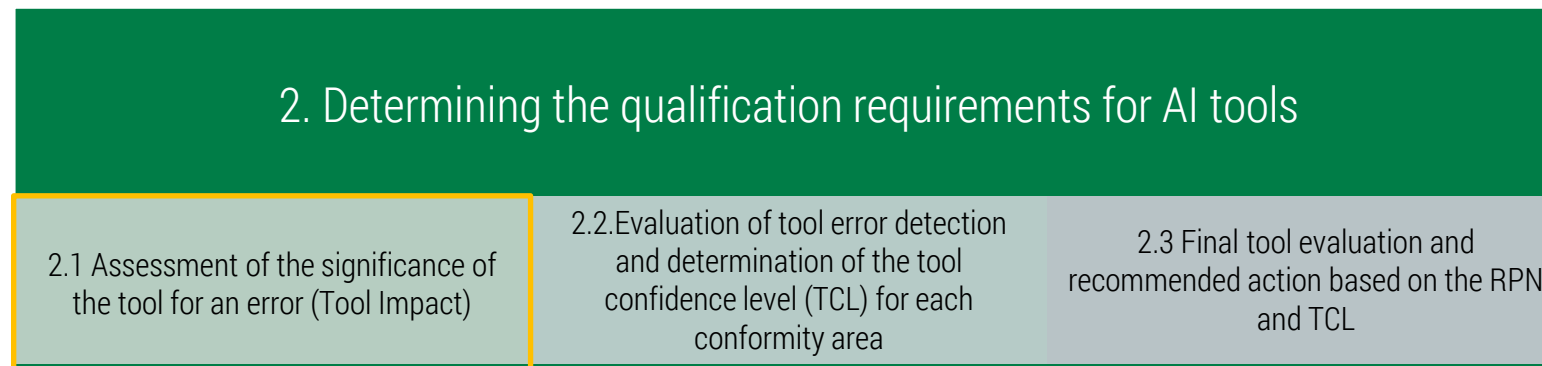 2. Determining the qualification requirements for AI tools
2.1 Assessment of the significance of
the tool for an error (Tool Impact)
2.2.Evaluation of tool error detection
and determination of the tool
confidence level (TCL) for each
conformity area
2.3 Final tool evaluation and
recommended action based on the RPN
and TCL